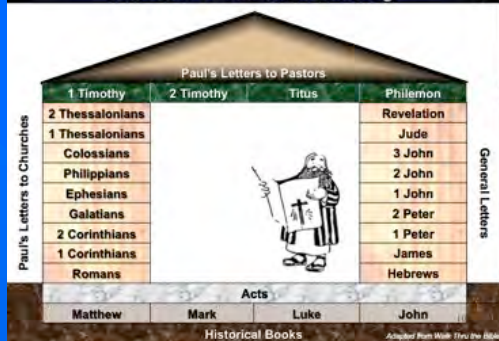 Paul's Letters to Pastors
1 Timothy 2 Timothy Titus Philemon
2 Thessalonians Revelation
1 Thessalonians Jude
Colossians 3 John
Philippians 2 John
Ephesians 1 John
Galatians 2 Peter
2 Corinthians 1 Peter
1 Corinthians James
Romans Hebrews
Paul's Letters to Churches
General Letters
Acts
Matthew Mark Luke John
Historical Books
Adapted from Walk Thru the Bible